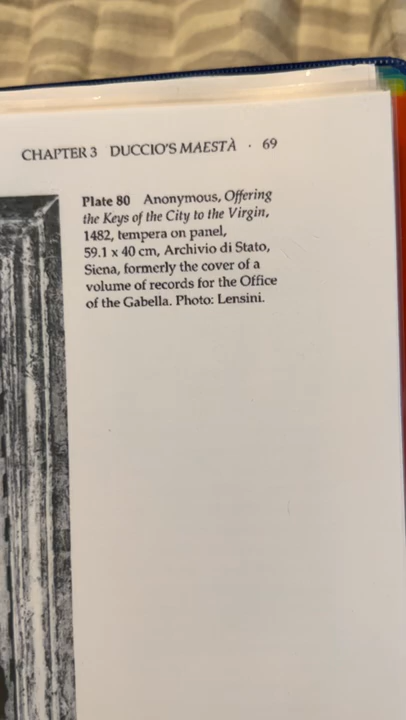 CHAPTER 3 DUCCIO'S MAESTÀ · 69
Plate 80 Anonymous, Offering
the Keys of the City to the Virgin,
1482, tempera on panel,
59.1 x 40 cm, Archivio di Stato,
Siena, formerly the cover of a
volume of records for the Office
of the Gabella. Photo: Lensini.